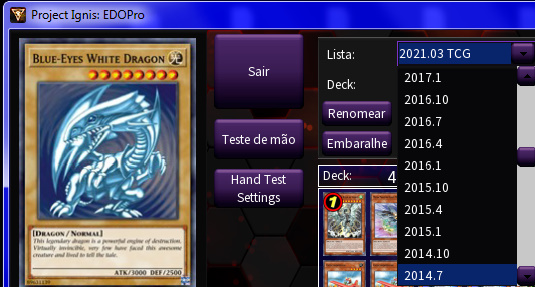 Project Ignis: EDOPro
BLUE-EYES WHITE DRAGON
[DRAGON / NORMAL]
This legendary dragon is a powerful engine of destruction.
Virtually invincible, very few have faced this awesome
creature and lived to tell the tale.
ATK/3000 DEF/2500
Sair
Teste de mão
Hand Test
Settings
Lista:
2021.03 TCG
Deck:
Renomear
Embaralhe
Deck:
4
1
2017.1
2016.10
2016.7
2016.4
2016.1
2015.10
2015.4
2015.1
2014.10
2014.7